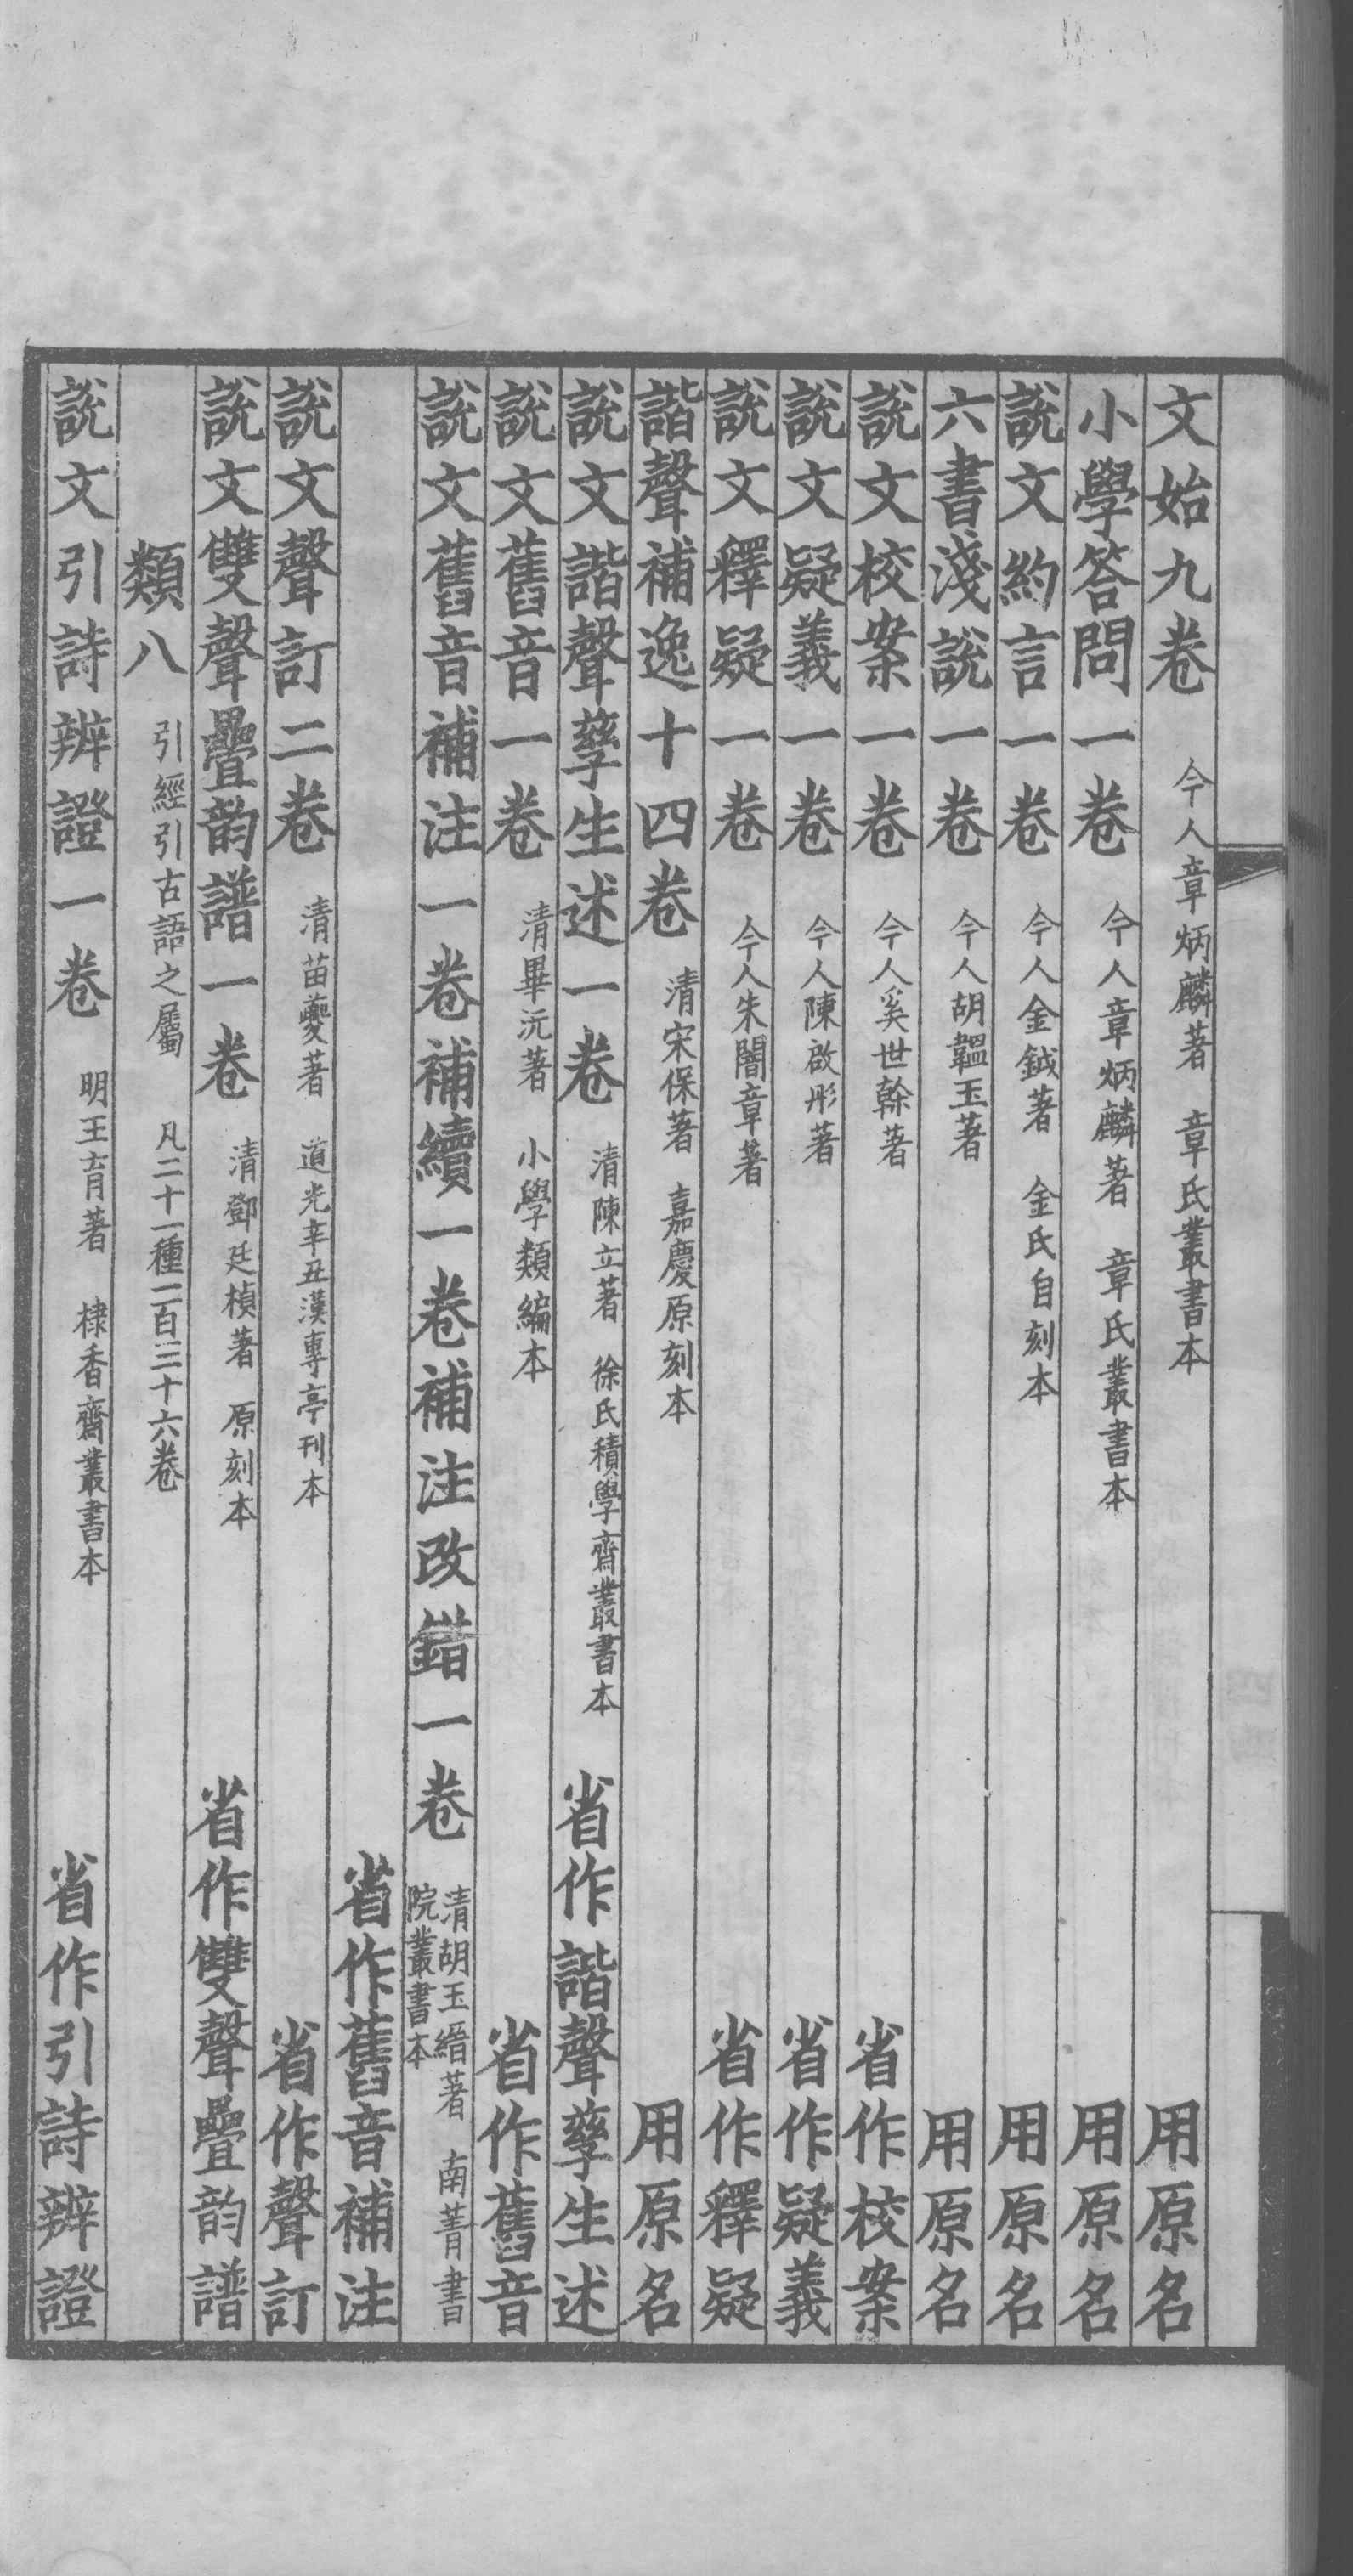 文始九卷　今人章炳麟著　章氏叢書本　用原名
小學答問一卷　今人章炳麟著　章氏叢書本　用原名
說文約言一卷　今人金鉞著　金氏自刻本　用原名
六書淺說一卷　今人胡韞玉著　用原名
說文校案一卷　今人奚世榦著　省作校案
說文疑義一卷　今人陳啟彤著　省作疑義
說文釋疑一卷　今人朱闇章著　省作釋疑
諧聲補逸十四卷　清宋保著　嘉慶原刻本　用原名
說文諧聲孳生述一卷　清陳立著　徐氏積學齋叢書本　省作諧聲孳生述
說文舊音一卷　清畢沅著　小學類編本　省作舊音
說文舊音補注一卷補續一卷補注改錯一卷　清胡玉縉著　南菁書院叢書本
省作舊音補注
說文聲訂二卷　清苗夔著　道光辛丑漢專亭刊本　省作聲訂
說文雙聲疊韵譜一卷　清鄧廷楨著　原刻本　省作雙聲疊韵譜
類八　引經引古語之屬　凡二十一種二百三十六卷
說文引詩辨證一卷　明王育著　棣香齋叢書本　省作引詩辨證